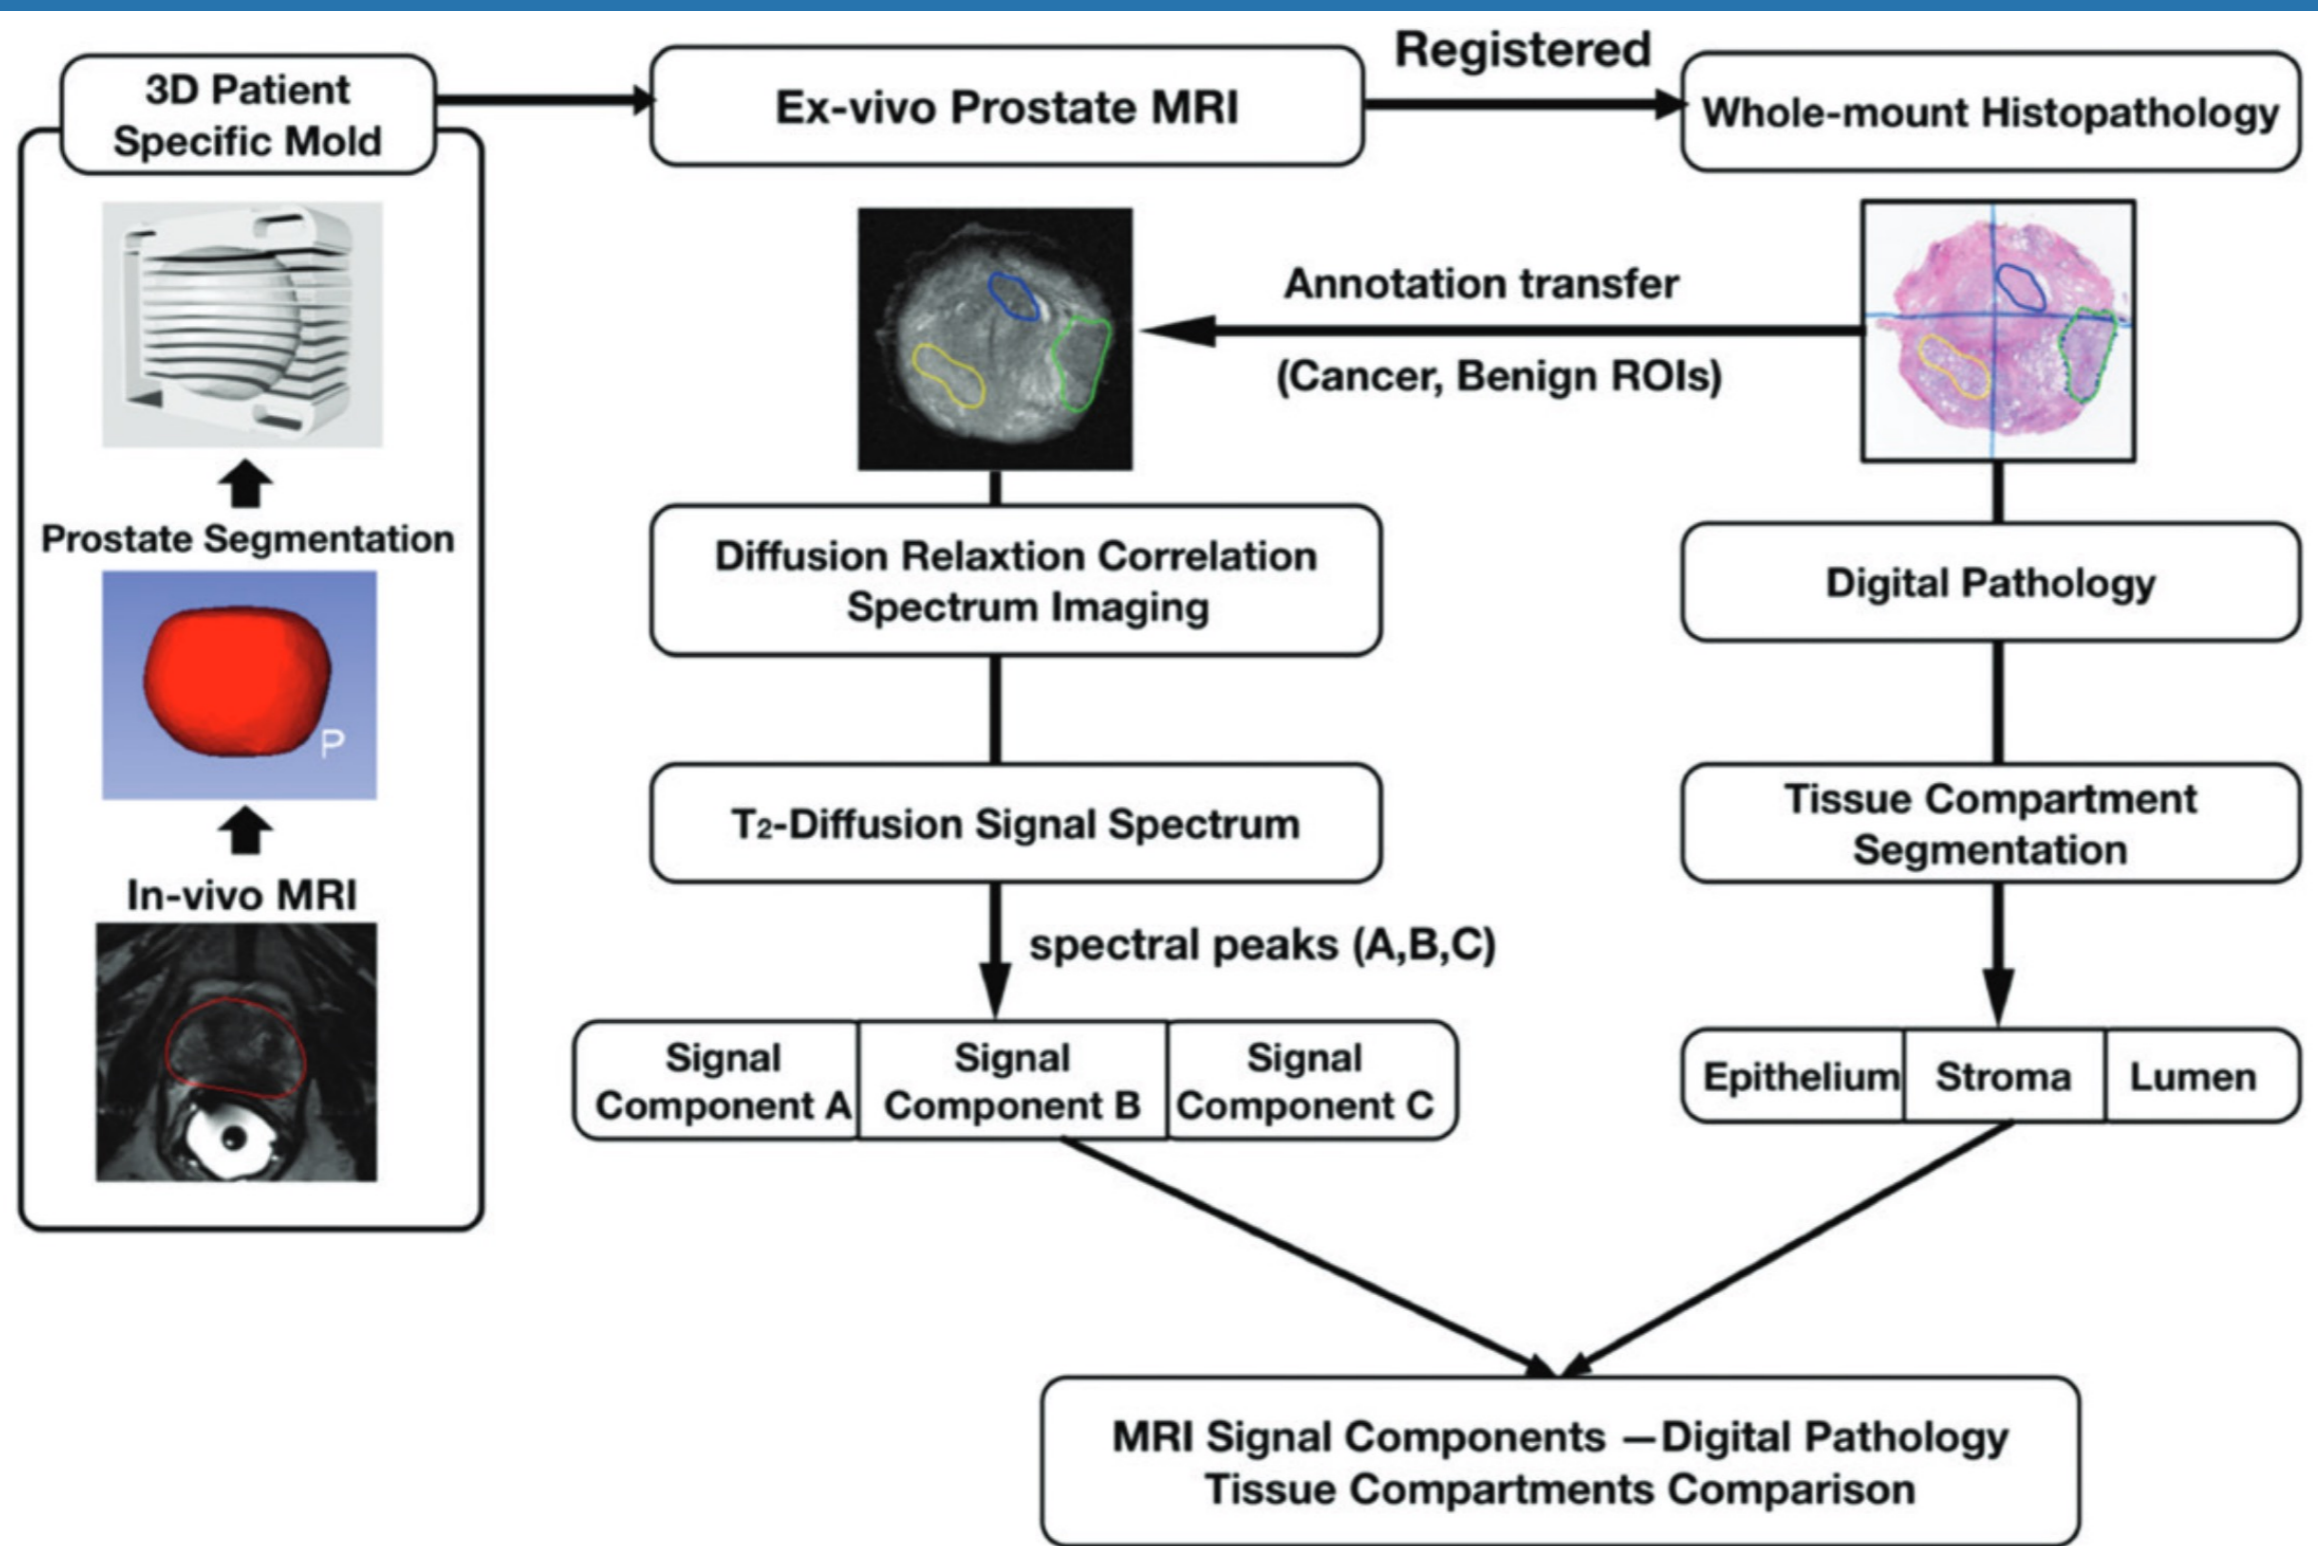 3D Patient
Specific Mold
Prostate Segmentation
P
In-vivo MRI
Ex-vivo Prostate MRI
Registered
Whole-mount Histopathology
Annotation transfer
(Cancer, Benign ROIs)
Diffusion Relaxtion Correlation
Spectrum Imaging
T₂-Diffusion Signal Spectrum
spectral peaks (A,B,C)
Signal
Component A
Signal
Component B
Signal
Component C
Digital Pathology
Tissue Compartment
Segmentation
Epithelium
Stroma
Lumen
MRI Signal Components —Digital Pathology
Tissue Compartments Comparison